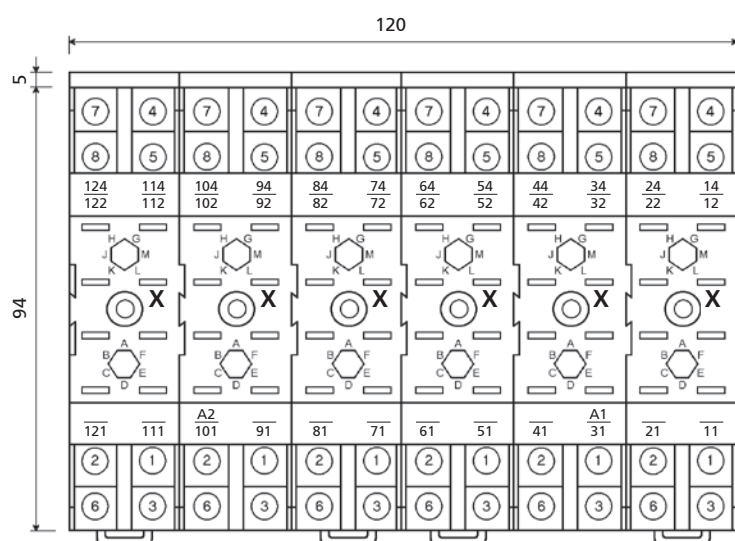 120
5
94
7 4 7 4 7 4 7 4 7 4 7 4
8 5 8 5 8 5 8 5 8 5 8 5
124 114 104 94 84 74 64 54 44 34 24 14
122 112 102 92 82 72 62 52 42 32 22 12
H G H G H G H G H G H G
J M J M J M J M J M J M
K L K L K L K L K L K L
X X X X X X
A A A A A A
B F B F B F B F B F B F
C E C E C E C E C E C E
D D D D D D
A2 A1
121 111 101 91 81 71 61 51 41 31 21 11
2 1 2 1 2 1 2 1 2 1 2 1
6 3 6 3 6 3 6 3 6 3 6 3